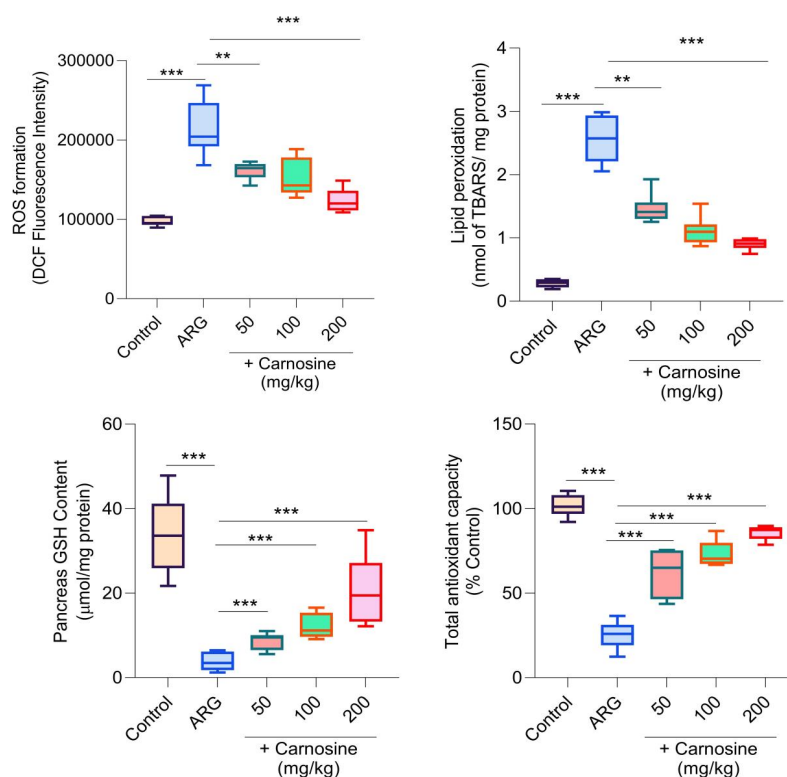 ROS formation
(DCF Fluorescence Intensity)
300000
200000
100000
0
***
**
***
Control
ARG
50
100
200
+ Carnosine
(mg/kg)
Lipid peroxidation
(nmol of TBARS/ mg protein)
4
3
2
1
0
***
**
***
Control
ARG
50
100
200
+ Carnosine
(mg/kg)
Pancreas GSH Content
(μmol/mg protein)
60
40
20
0
***
***
***
***
Control
ARG
50
100
200
+ Carnosine
(mg/kg)
Total antioxidant capacity
(% Control)
150
100
50
0
***
***
***
***
Control
ARG
50
100
200
+ Carnosine
(mg/kg)